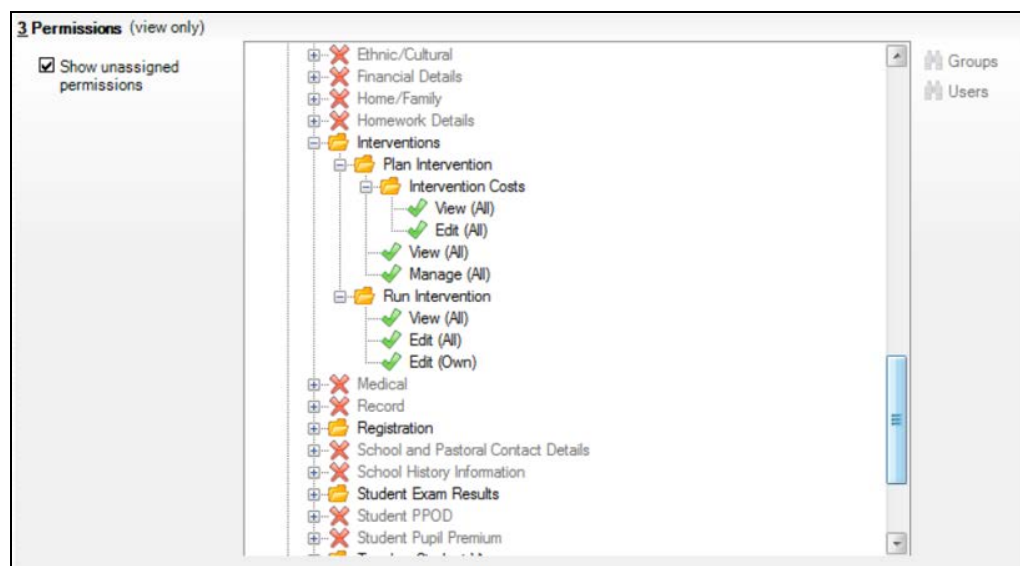 3 Permissions (view only)
Show unassigned
permissions
Ethnic/Cultural
Financial Details
Home/Family
Homework Details
Interventions
Plan Intervention
Intervention Costs
View (All)
Edit (All)
View (All)
Manage (All)
Run Intervention
View (All)
Edit (All)
Edit (Own)
Medical
Record
Registration
School and Pastoral Contact Details
School History Information
Student Exam Results
Student PPOD
Student Pupil Premium
Groups
Users